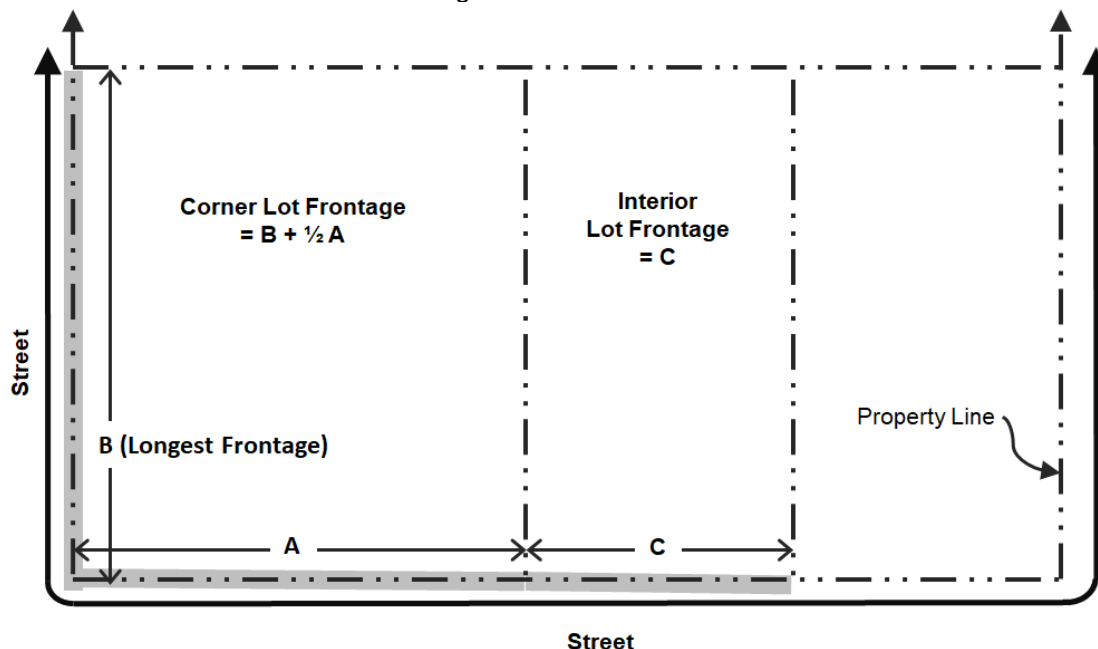 Corner Lot Frontage
= B + ½ A
Interior
Lot Frontage
= C
Street
Property Line
B (Longest Frontage)
A
C
Street